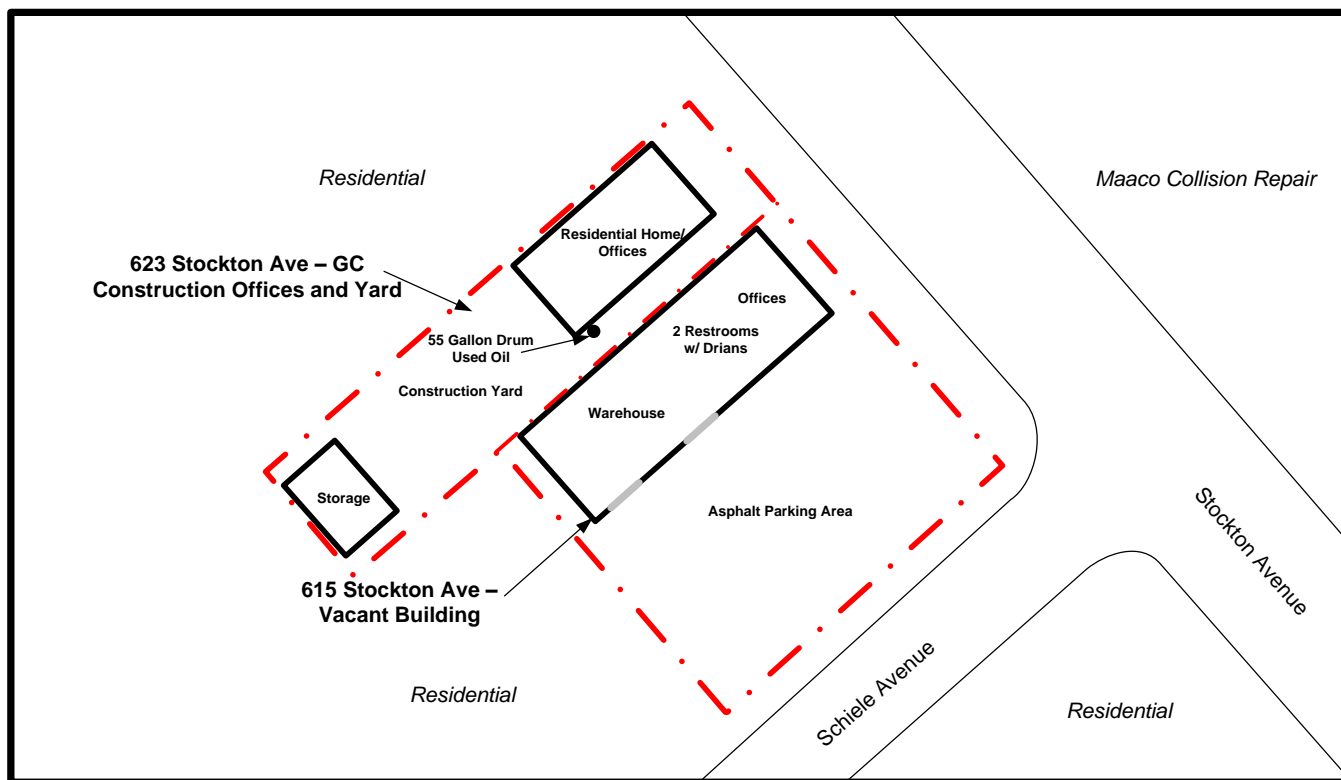 Residential
Maaco Collision Repair
Residential Home/
Offices
623 Stockton Ave – GC
Construction Offices and Yard
Offices
2 Restrooms
w/ Drians
55 Gallon Drum
Used Oil
Construction Yard
Warehouse
Storage
Asphalt Parking Area
Stockton Avenue
615 Stockton Ave –
Vacant Building
Residential
Schiele Avenue
Residential